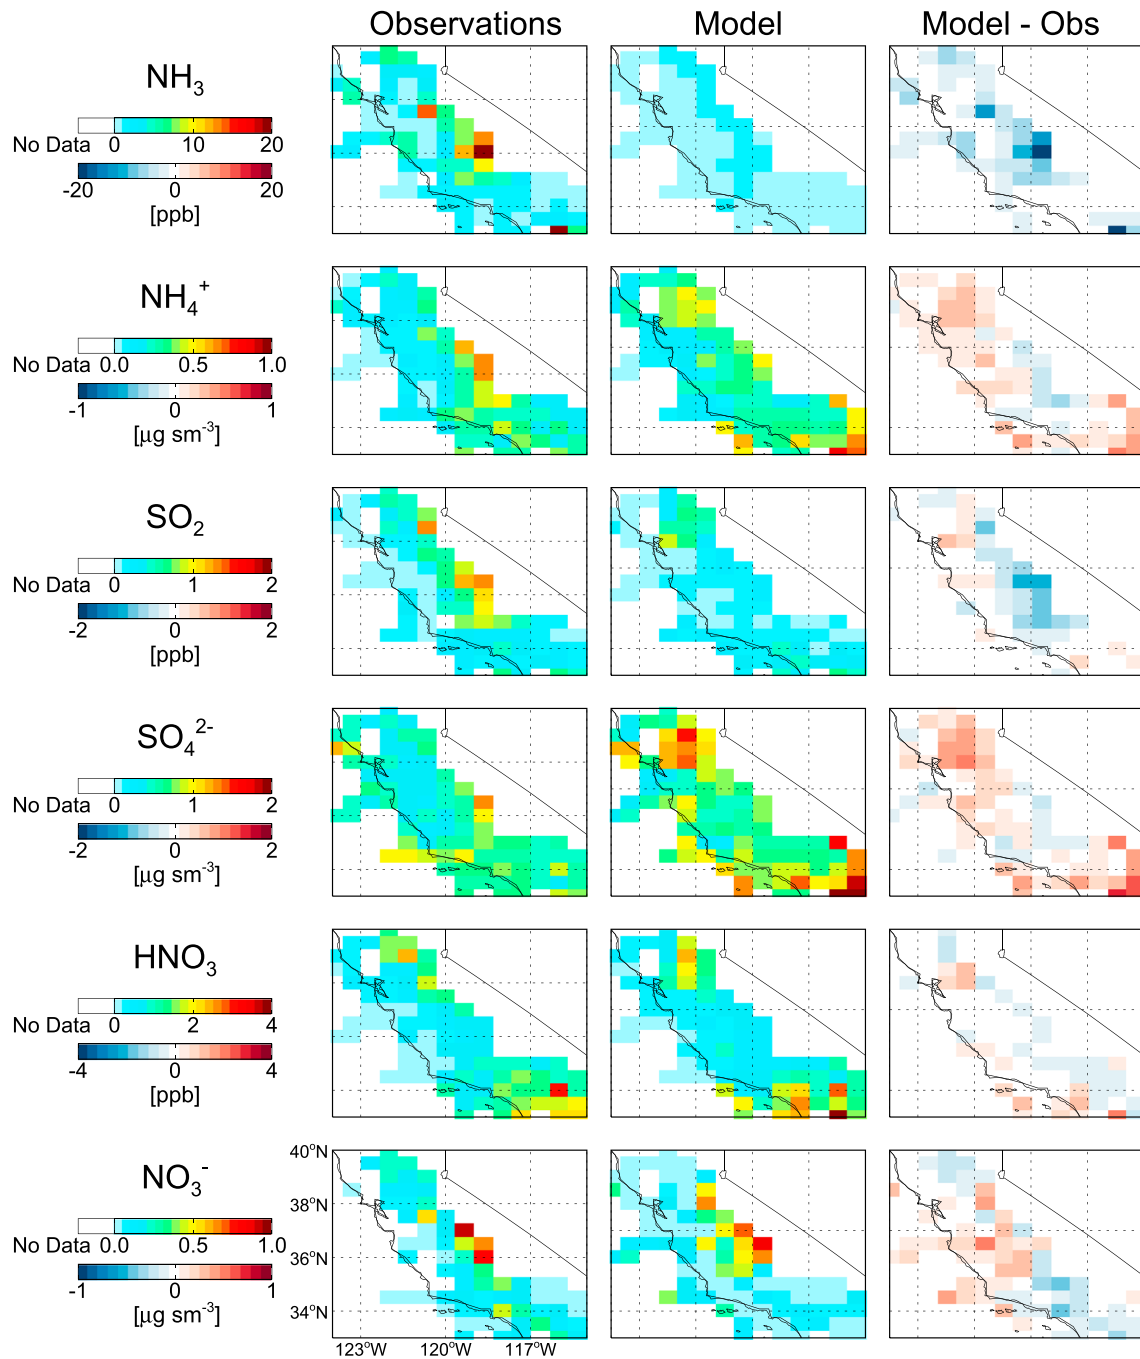 Observations Model Model - Obs
NH₃
No Data 0 10 20
-20 0 20
[ppb]
NH₄⁺
No Data 0.0 0.5 1.0
-1 0 1
[μg sm⁻³]
SO₂
No Data 0 1 2
-2 0 2
[ppb]
SO₄²⁻
No Data 0 1 2
-2 0 2
[μg sm⁻³]
HNO₃
No Data 0 2 4
-4 0 4
[ppb]
NO₃⁻
No Data 0.0 0.5 1.0
-1 0 1
[μg sm⁻³]
40°N
38°N
36°N
34°N
123°W 120°W 117°W